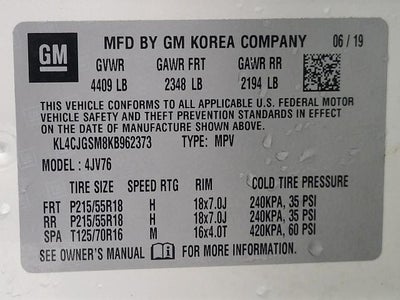 GM
MFD BY GM KOREA COMPANY 06 / 19
GVWR GAWR FRT GAWR RR
4409 LB 2348 LB 2194 LB
THIS VEHICLE CONFORMS TO ALL APPLICABLE U.S. FEDERAL MOTOR
VEHICLE SAFETY AND THEFT PREVENTION STANDARDS IN EFFECT
ON THE DATE OF MANUFACTURE SHOWN ABOVE.
KL4CJGSM8KB962373 TYPE: MPV
MODEL: 4JV76
TIRE SIZE SPEED RTG RIM COLD TIRE PRESSURE
FRT P215/55R18 H 18x7.0J 240KPA, 35 PSI
RR P215/55R18 H 18x7.0J 240KPA, 35 PSI
SPA T125/70R16 M 16x4.0T 420KPA, 60 PSI
SEE OWNER'S MANUAL FOR MORE INFORMATION.